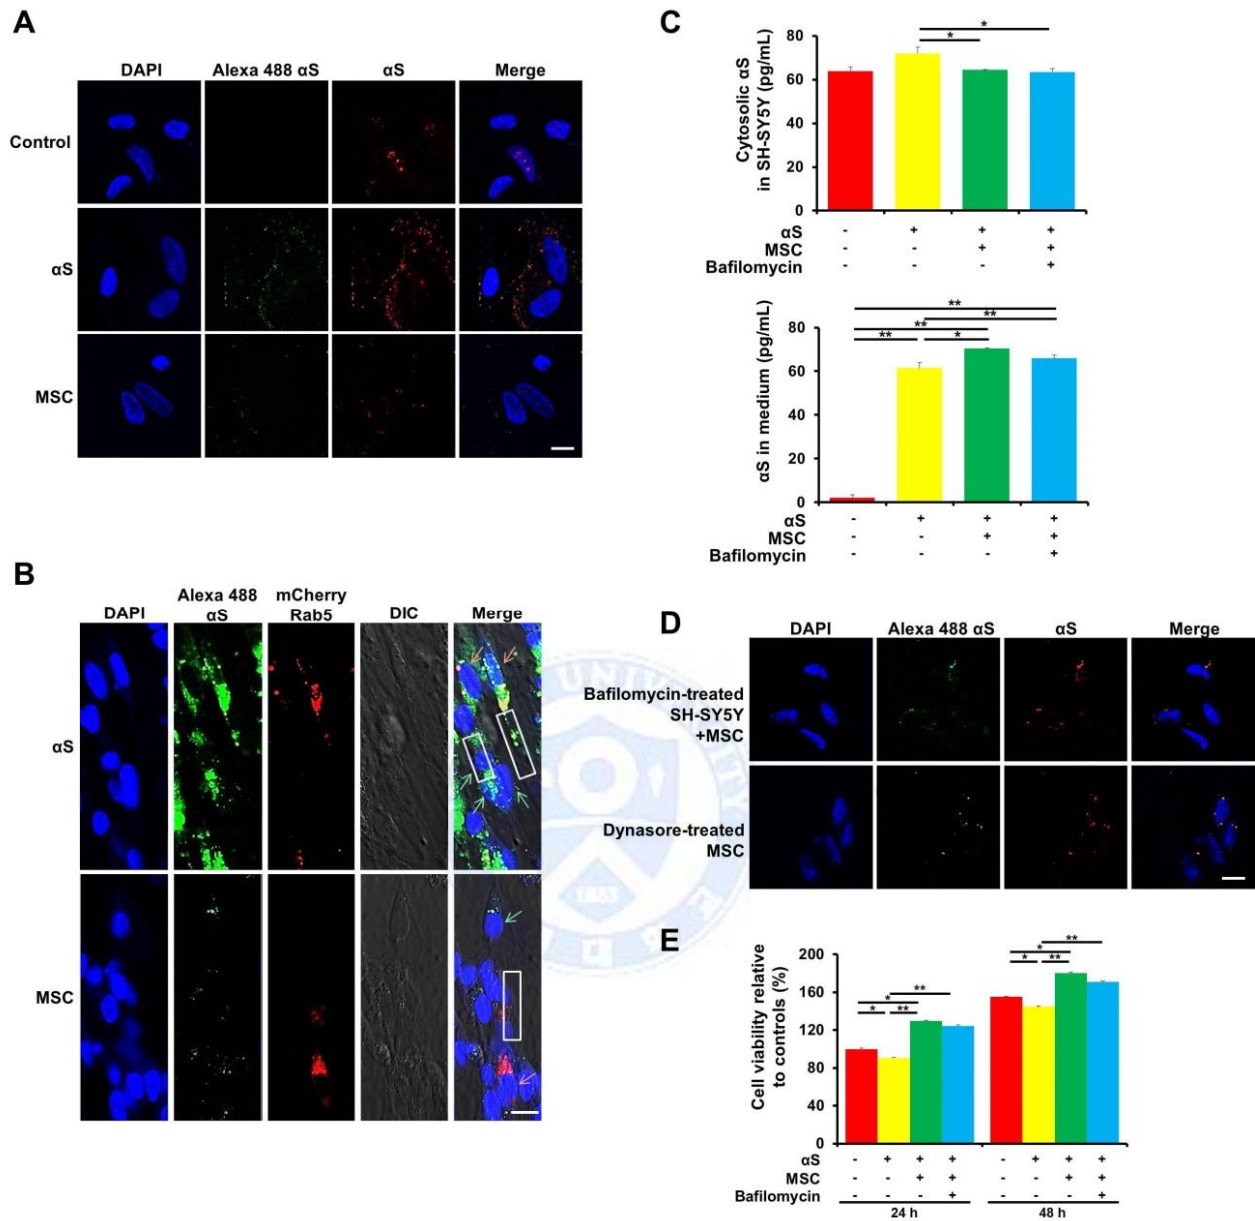 A
DAPI Alexa 488 αS αS Merge
Control
αS
MSC
B
DAPI Alexa 488 αS mCherry Rab5 DIC Merge
αS
MSC
C
Cytosolic αS
in SH-SY5Y (pg/mL)
80
60
40
20
0
* *
αS - + + +
MSC - - + +
Bafilomycin - - - +
αS in medium (pg/mL)
80
60
40
20
0
**
** **
** *
αS - + + +
MSC - - + +
Bafilomycin - - - +
D
DAPI Alexa 488 αS αS Merge
Bafilomycin-treated
SH-SY5Y
+MSC
Dynasore-treated
MSC
E
Cell viability relative
to controls (%)
200
160
120
80
40
0
* ** * **
* ** * **
αS - + + + - + + +
MSC - - + + - - + +
Bafilomycin - - - + - - - +
24 h 48 h
1885